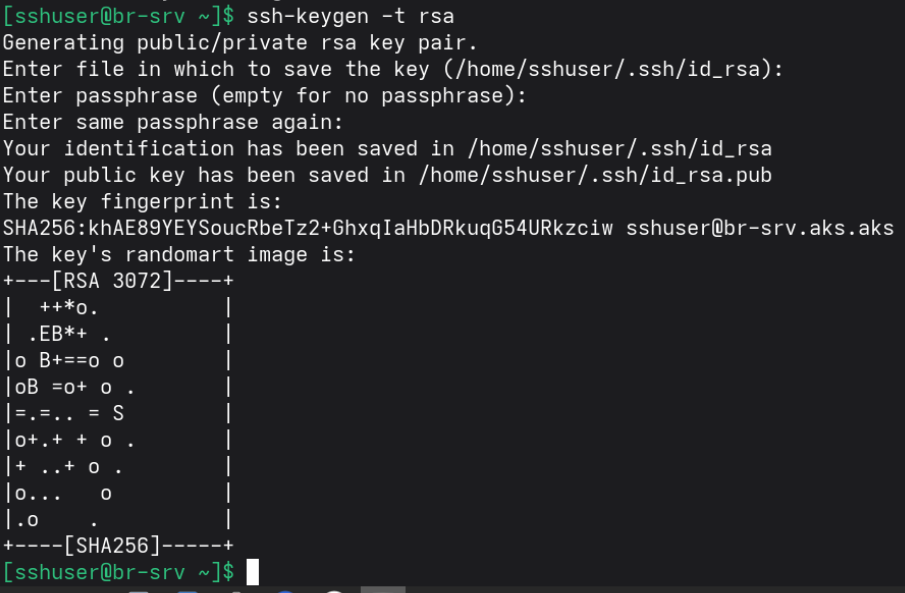 [sshuser@br-srv ~]$ ssh-keygen -t rsa
Generating public/private rsa key pair.
Enter file in which to save the key (/home/sshuser/.ssh/id_rsa):
Enter passphrase (empty for no passphrase):
Enter same passphrase again:
Your identification has been saved in /home/sshuser/.ssh/id_rsa
Your public key has been saved in /home/sshuser/.ssh/id_rsa.pub
The key fingerprint is:
SHA256:khAE89YEYSoucRbeTz2+GhxqIaHbDRkuqG54URkzciw sshuser@br-srv.aks.aks
The key's randomart image is:
+---[RSA 3072]----+
|  ++*o.          |
| .EB*+ .         |
|o B+==o o        |
|oB =o+ o .       |
|=.=.. = S        |
|o+.+ + o .       |
|+ ..+ o .        |
|o...   o         |
|.o    .          |
+----[SHA256]-----+
[sshuser@br-srv ~]$